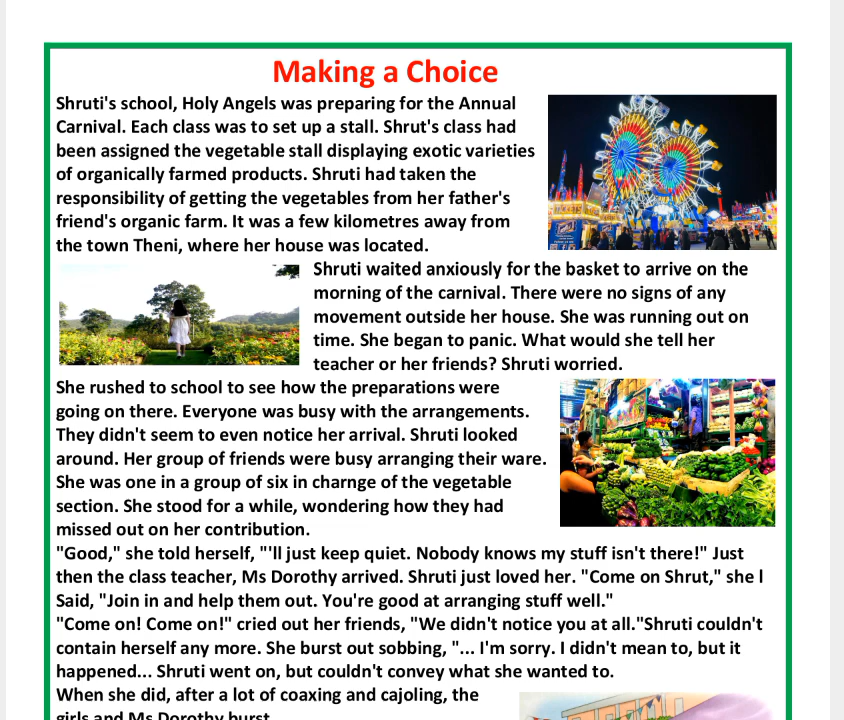 Making a Choice
Shruti's school, Holy Angels was preparing for the Annual
Carnival. Each class was to set up a stall. Shrut's class had
been assigned the vegetable stall displaying exotic varieties
of organically farmed products. Shruti had taken the
responsibility of getting the vegetables from her father's
friend's organic farm. It was a few kilometres away from
the town Theni, where her house was located.
Shruti waited anxiously for the basket to arrive on the
morning of the carnival. There were no signs of any
movement outside her house. She was running out on
time. She began to panic. What would she tell her
teacher or her friends? Shruti worried.
She rushed to school to see how the preparations were
going on there. Everyone was busy with the arrangements.
They didn't seem to even notice her arrival. Shruti looked
around. Her group of friends were busy arranging their ware.
She was one in a group of six in charnge of the vegetable
section. She stood for a while, wondering how they had
missed out on her contribution.
"Good," she told herself, "'ll just keep quiet. Nobody knows my stuff isn't there!" Just
then the class teacher, Ms Dorothy arrived. Shruti just loved her. "Come on Shrut," she l
Said, "Join in and help them out. You're good at arranging stuff well."
"Come on! Come on!" cried out her friends, "We didn't notice you at all."Shruti couldn't
contain herself any more. She burst out sobbing, "... I'm sorry. I didn't mean to, but it
happened... Shruti went on, but couldn't convey what she wanted to.
When she did, after a lot of coaxing and cajoling, the
girls and Ms Dorothy burst